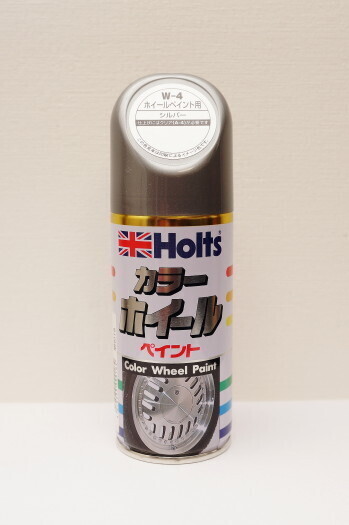 W-4
ホイールペイント用
シルバー
Holts
カラー
ホイール
ペイント
Color Wheel Paint